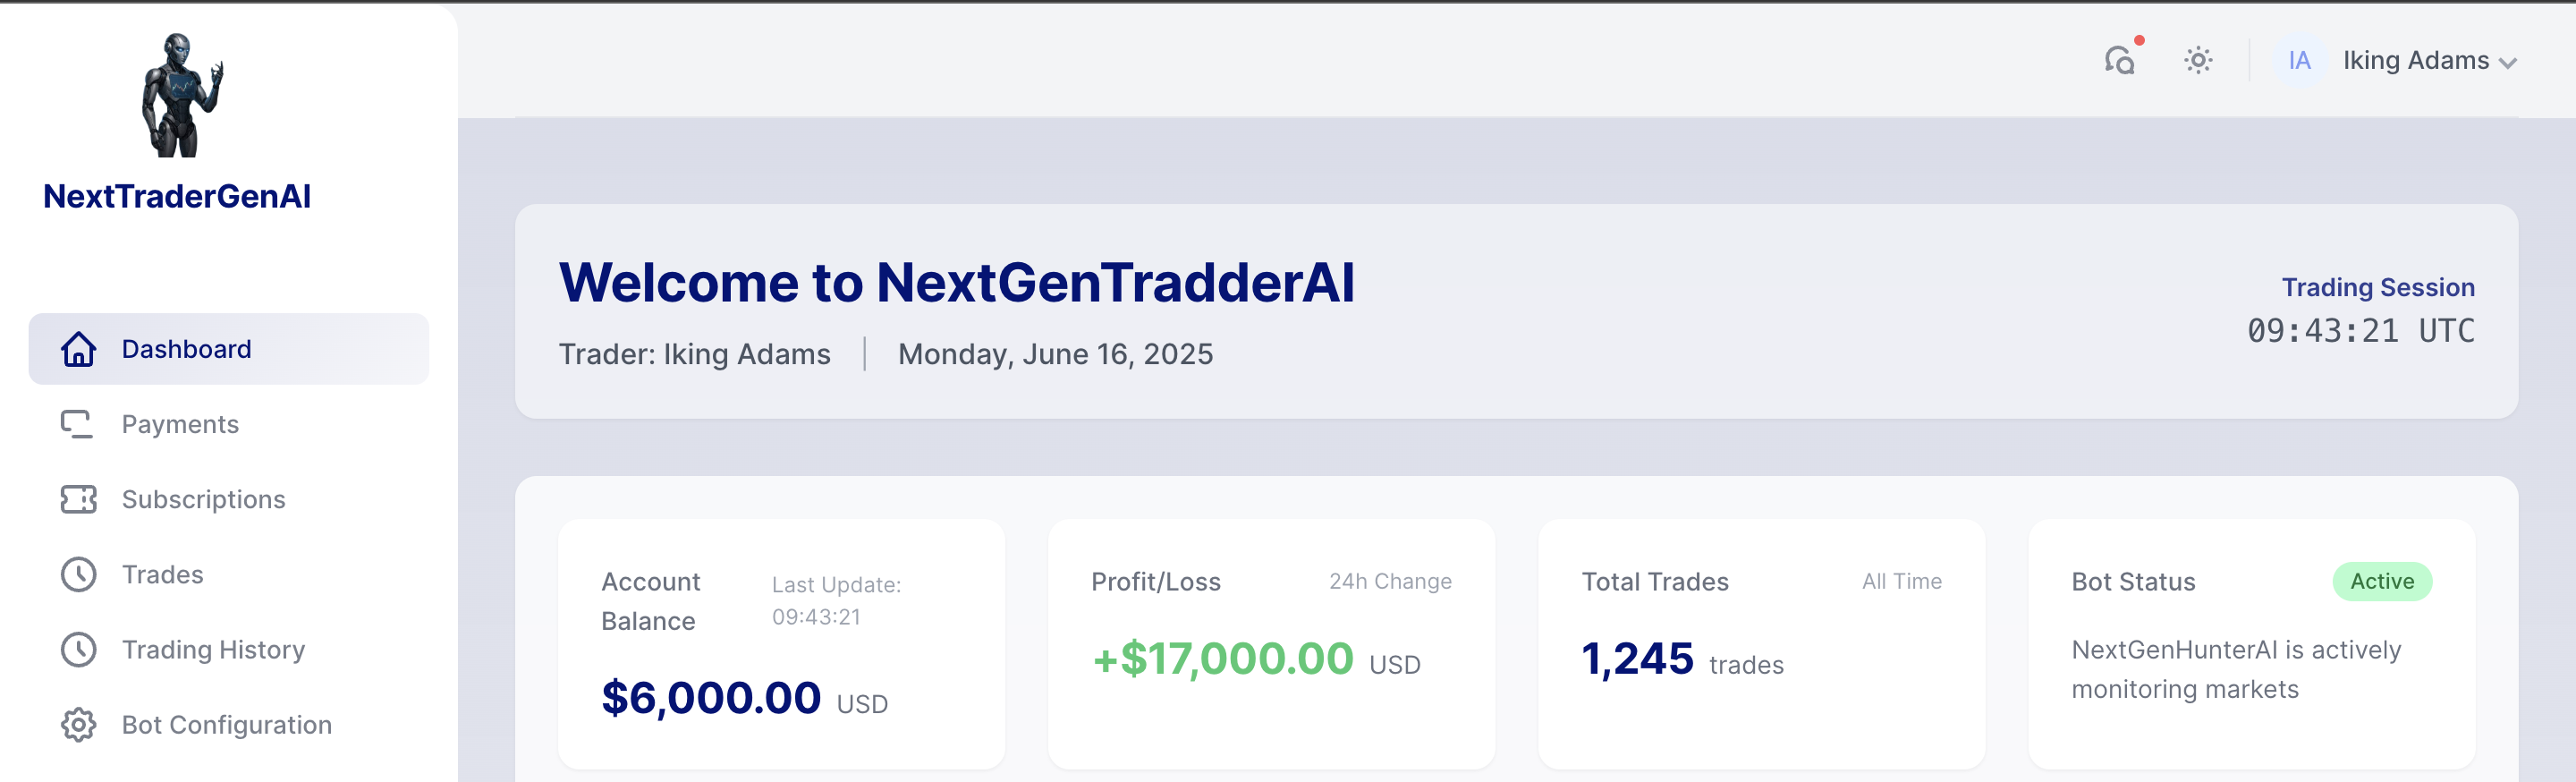 NextTraderGenAI
Dashboard
Payments
Subscriptions
Trades
Trading History
Bot Configuration
IA
Iking Adams
Welcome to NextGenTradderAI
Trader: Iking Adams
Monday, June 16, 2025
Trading Session
09:43:21 UTC
Account
Balance
Last Update:
09:43:21
$6,000.00 USD
Profit/Loss
24h Change
+$17,000.00 USD
Total Trades
All Time
1,245 trades
Bot Status
Active
NextGenHunterAI is actively
monitoring markets